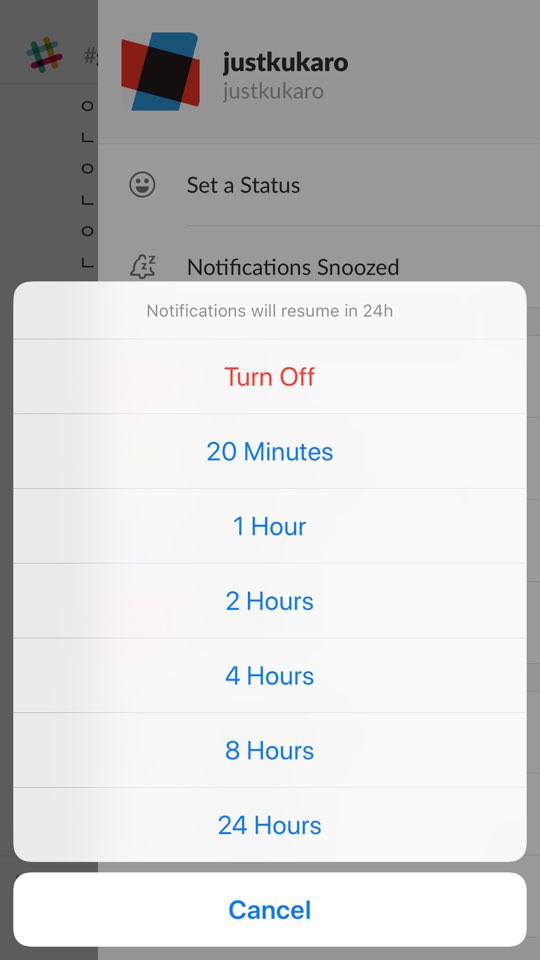 #
justkukaro
justkukaro
ㅇ
ㄴ
ㅇ
ㄴ
ㅇ
ㄴ
Set a Status
Notifications Snoozed
Notifications will resume in 24h
Turn Off
20 Minutes
1 Hour
2 Hours
4 Hours
8 Hours
24 Hours
Cancel